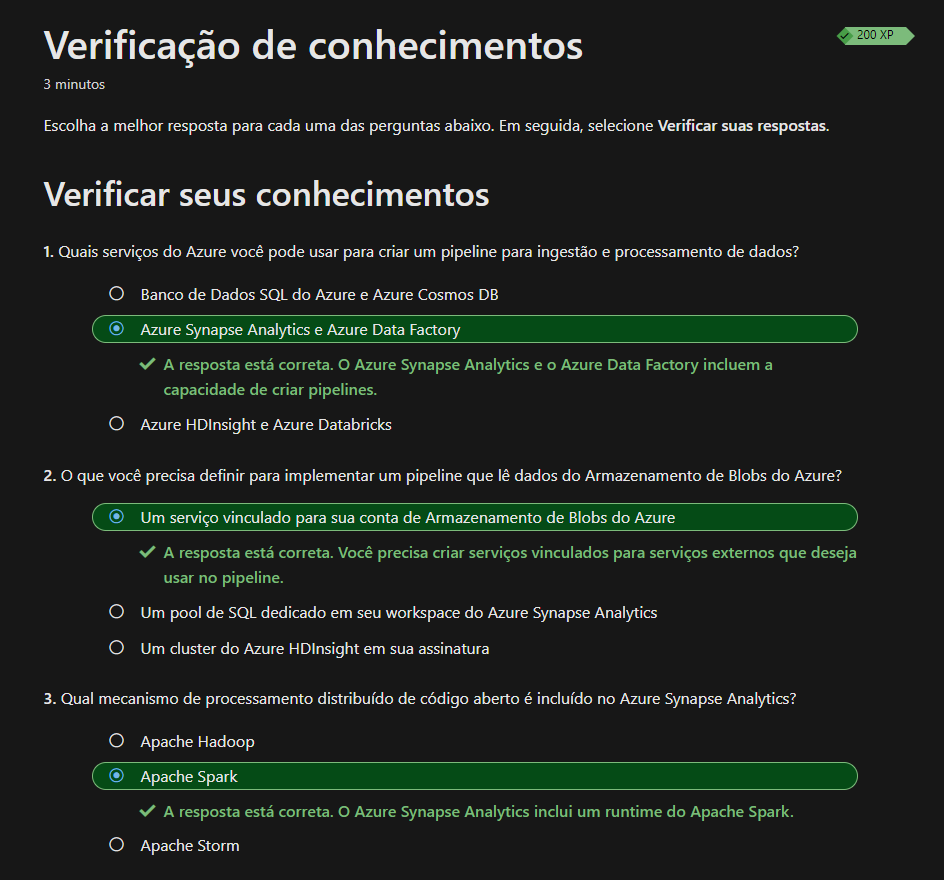 Verificação de conhecimentos
200 XP
3 minutos
Escolha a melhor resposta para cada uma das perguntas abaixo. Em seguida, selecione Verificar suas respostas.
Verificar seus conhecimentos
1. Quais serviços do Azure você pode usar para criar um pipeline para ingestão e processamento de dados?
Banco de Dados SQL do Azure e Azure Cosmos DB
Azure Synapse Analytics e Azure Data Factory
A resposta está correta. O Azure Synapse Analytics e o Azure Data Factory incluem a
capacidade de criar pipelines.
Azure HDInsight e Azure Databricks
2. O que você precisa definir para implementar um pipeline que lê dados do Armazenamento de Blobs do Azure?
Um serviço vinculado para sua conta de Armazenamento de Blobs do Azure
A resposta está correta. Você precisa criar serviços vinculados para serviços externos que deseja
usar no pipeline.
Um pool de SQL dedicado em seu workspace do Azure Synapse Analytics
Um cluster do Azure HDInsight em sua assinatura
3. Qual mecanismo de processamento distribuído de código aberto é incluído no Azure Synapse Analytics?
Apache Hadoop
Apache Spark
A resposta está correta. O Azure Synapse Analytics inclui um runtime do Apache Spark.
Apache Storm